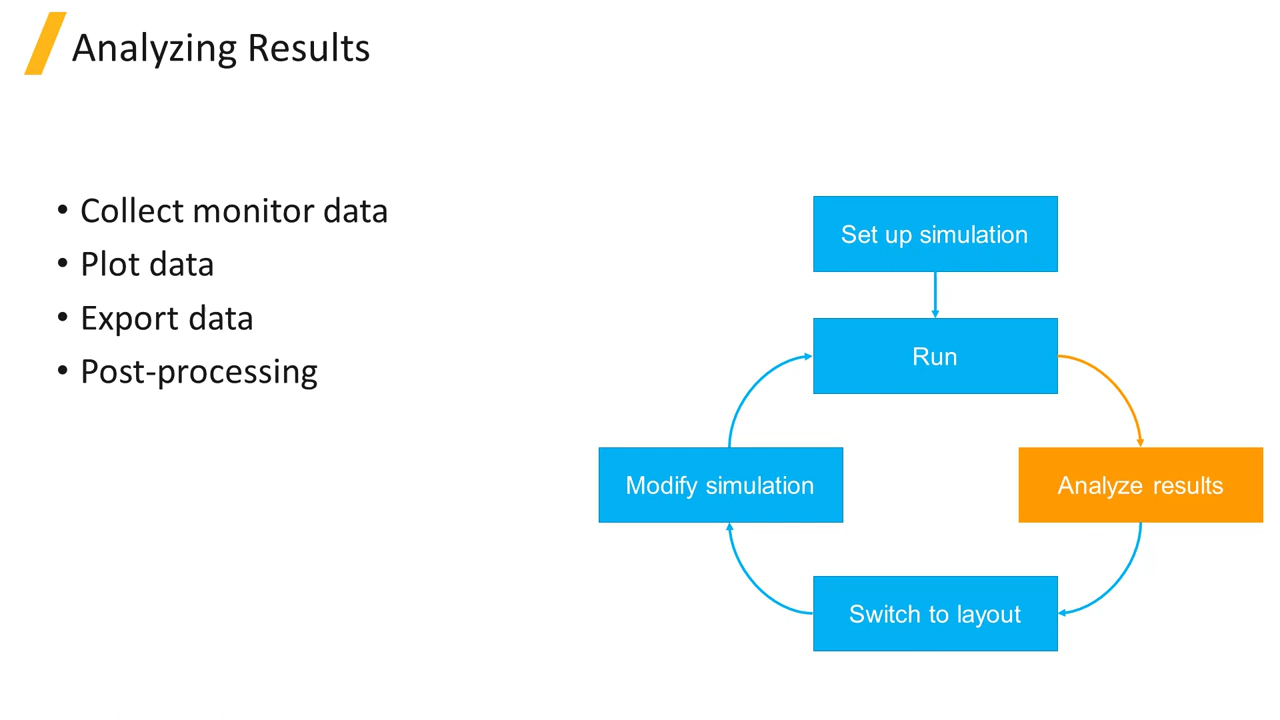 Analyzing Results
• Collect monitor data
• Plot data
• Export data
• Post-processing
Set up simulation
Run
Modify simulation
Analyze results
Switch to layout